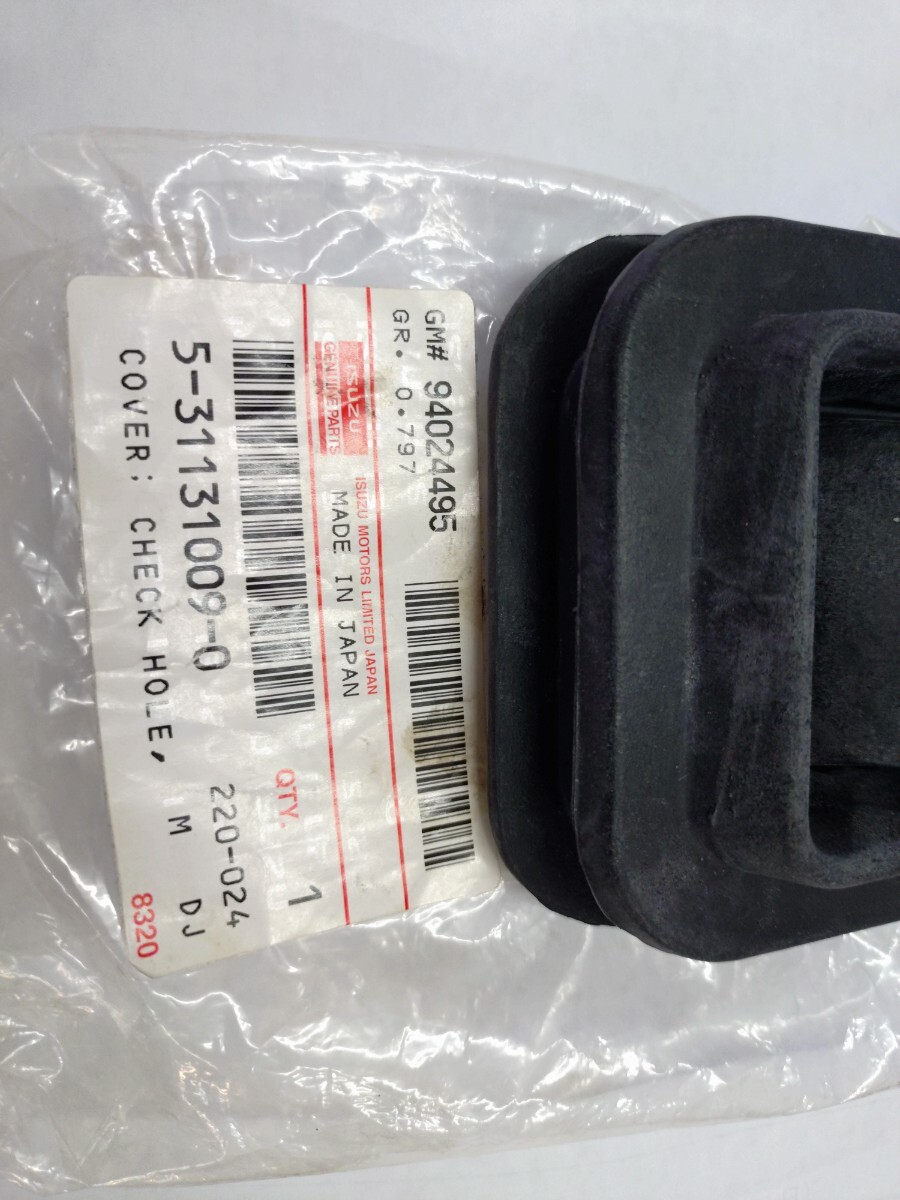 GM# 94024495
GR. 0.797
ISUZU
GENUINE PARTS
ISUZU MOTORS LIMITED JAPAN
MADE IN JAPAN
QTY. 1
5-31131009-0
220-024
COVER; CHECK HOLE,
M DJ
8320